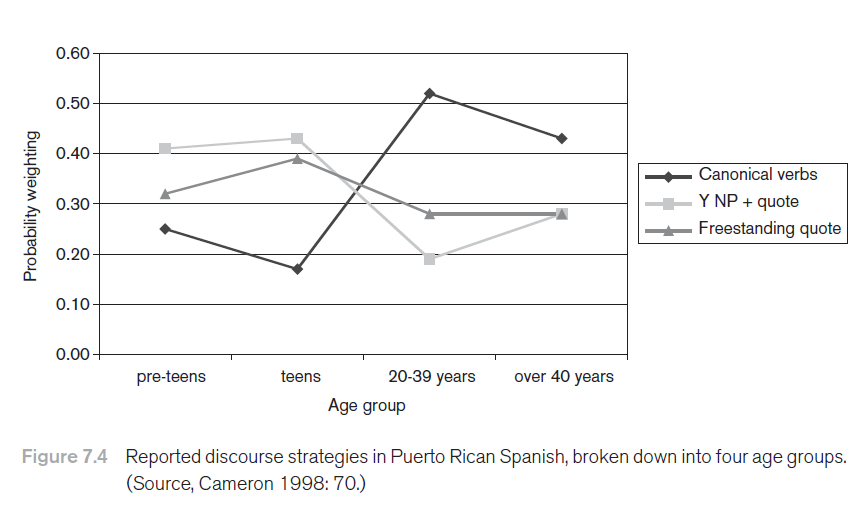 0.60
0.50
0.40
0.30
0.20
0.10
0.00
Probability weighting
pre-teens
teens
20-39 years
over 40 years
Age group
Canonical verbs
Y NP + quote
Freestanding quote
Figure 7.4 Reported discourse strategies in Puerto Rican Spanish, broken down into four age groups.
(Source, Cameron 1998: 70.)